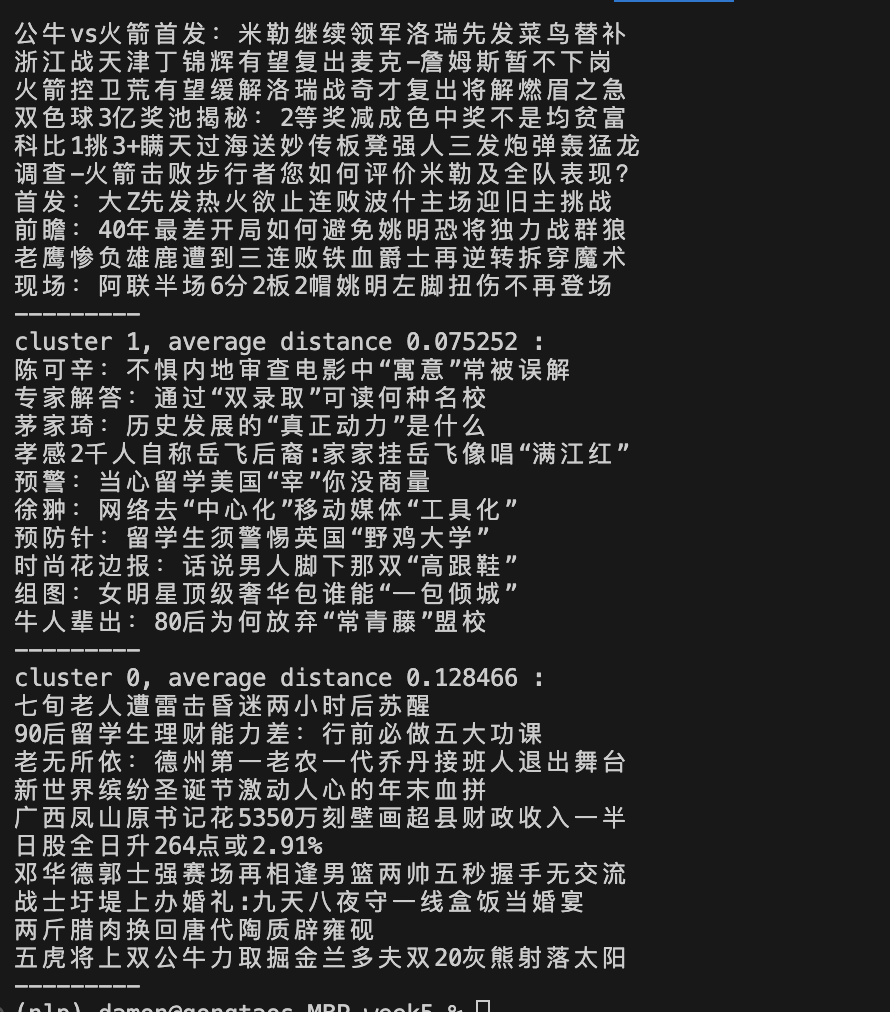 公牛vs火箭首发：米勒继续领军洛瑞先发菜鸟替补
浙江战天津丁锦辉有望复出麦克-詹姆斯暂不下岗
火箭控卫荒有望缓解洛瑞战奇才复出将解燃眉之急
双色球3亿奖池揭秘：2等奖减成色中奖不是均贫富
科比1挑3+瞒天过海送妙传板凳强人三发炮弹轰猛龙
调查-火箭击败步行者您如何评价米勒及全队表现?
首发：大Z先发热火欲止连败波什主场迎旧主挑战
前瞻：40年最差开局如何避免姚明恐将独力战群狼
老鹰惨负雄鹿遭到三连败铁血爵士再逆转拆穿魔术
现场：阿联半场6分2板2帽姚明左脚扭伤不再登场
---------
cluster 1, average distance 0.075252 :
陈可辛：不惧内地审查电影中“寓意”常被误解
专家解答：通过“双录取”可读何种名校
茅家琦：历史发展的“真正动力”是什么
孝感2千人自称岳飞后裔:家家挂岳飞像唱“满江红”
预警：当心留学美国“宰”你没商量
徐翀：网络去“中心化”移动媒体“工具化”
预防针：留学生须警惕英国“野鸡大学”
时尚花边报：话说男人脚下那双“高跟鞋”
组图：女明星顶级奢华包谁能“一包倾城”
牛人辈出：80后为何放弃“常青藤”盟校
---------
cluster 0, average distance 0.128466 :
七旬老人遭雷击昏迷两小时后苏醒
90后留学生理财能力差：行前必做五大功课
老无所依：德州第一老农一代乔丹接班人退出舞台
新世界缤纷圣诞节激动人心的年末血拼
广西凤山原书记花5350万刻壁画超县财政收入一半
日股全日升264点或2.91%
邓华德郭士强赛场再相逢男篮两帅五秒握手无交流
战士圩堤上办婚礼:九天八夜守一线盒饭当婚宴
两斤腊肉换回唐代陶质辟雍砚
五虎将上双公牛力取掘金兰多夫双20灰熊射落太阳
---------
(nlp) damon@gongtaos-MBP week5 %